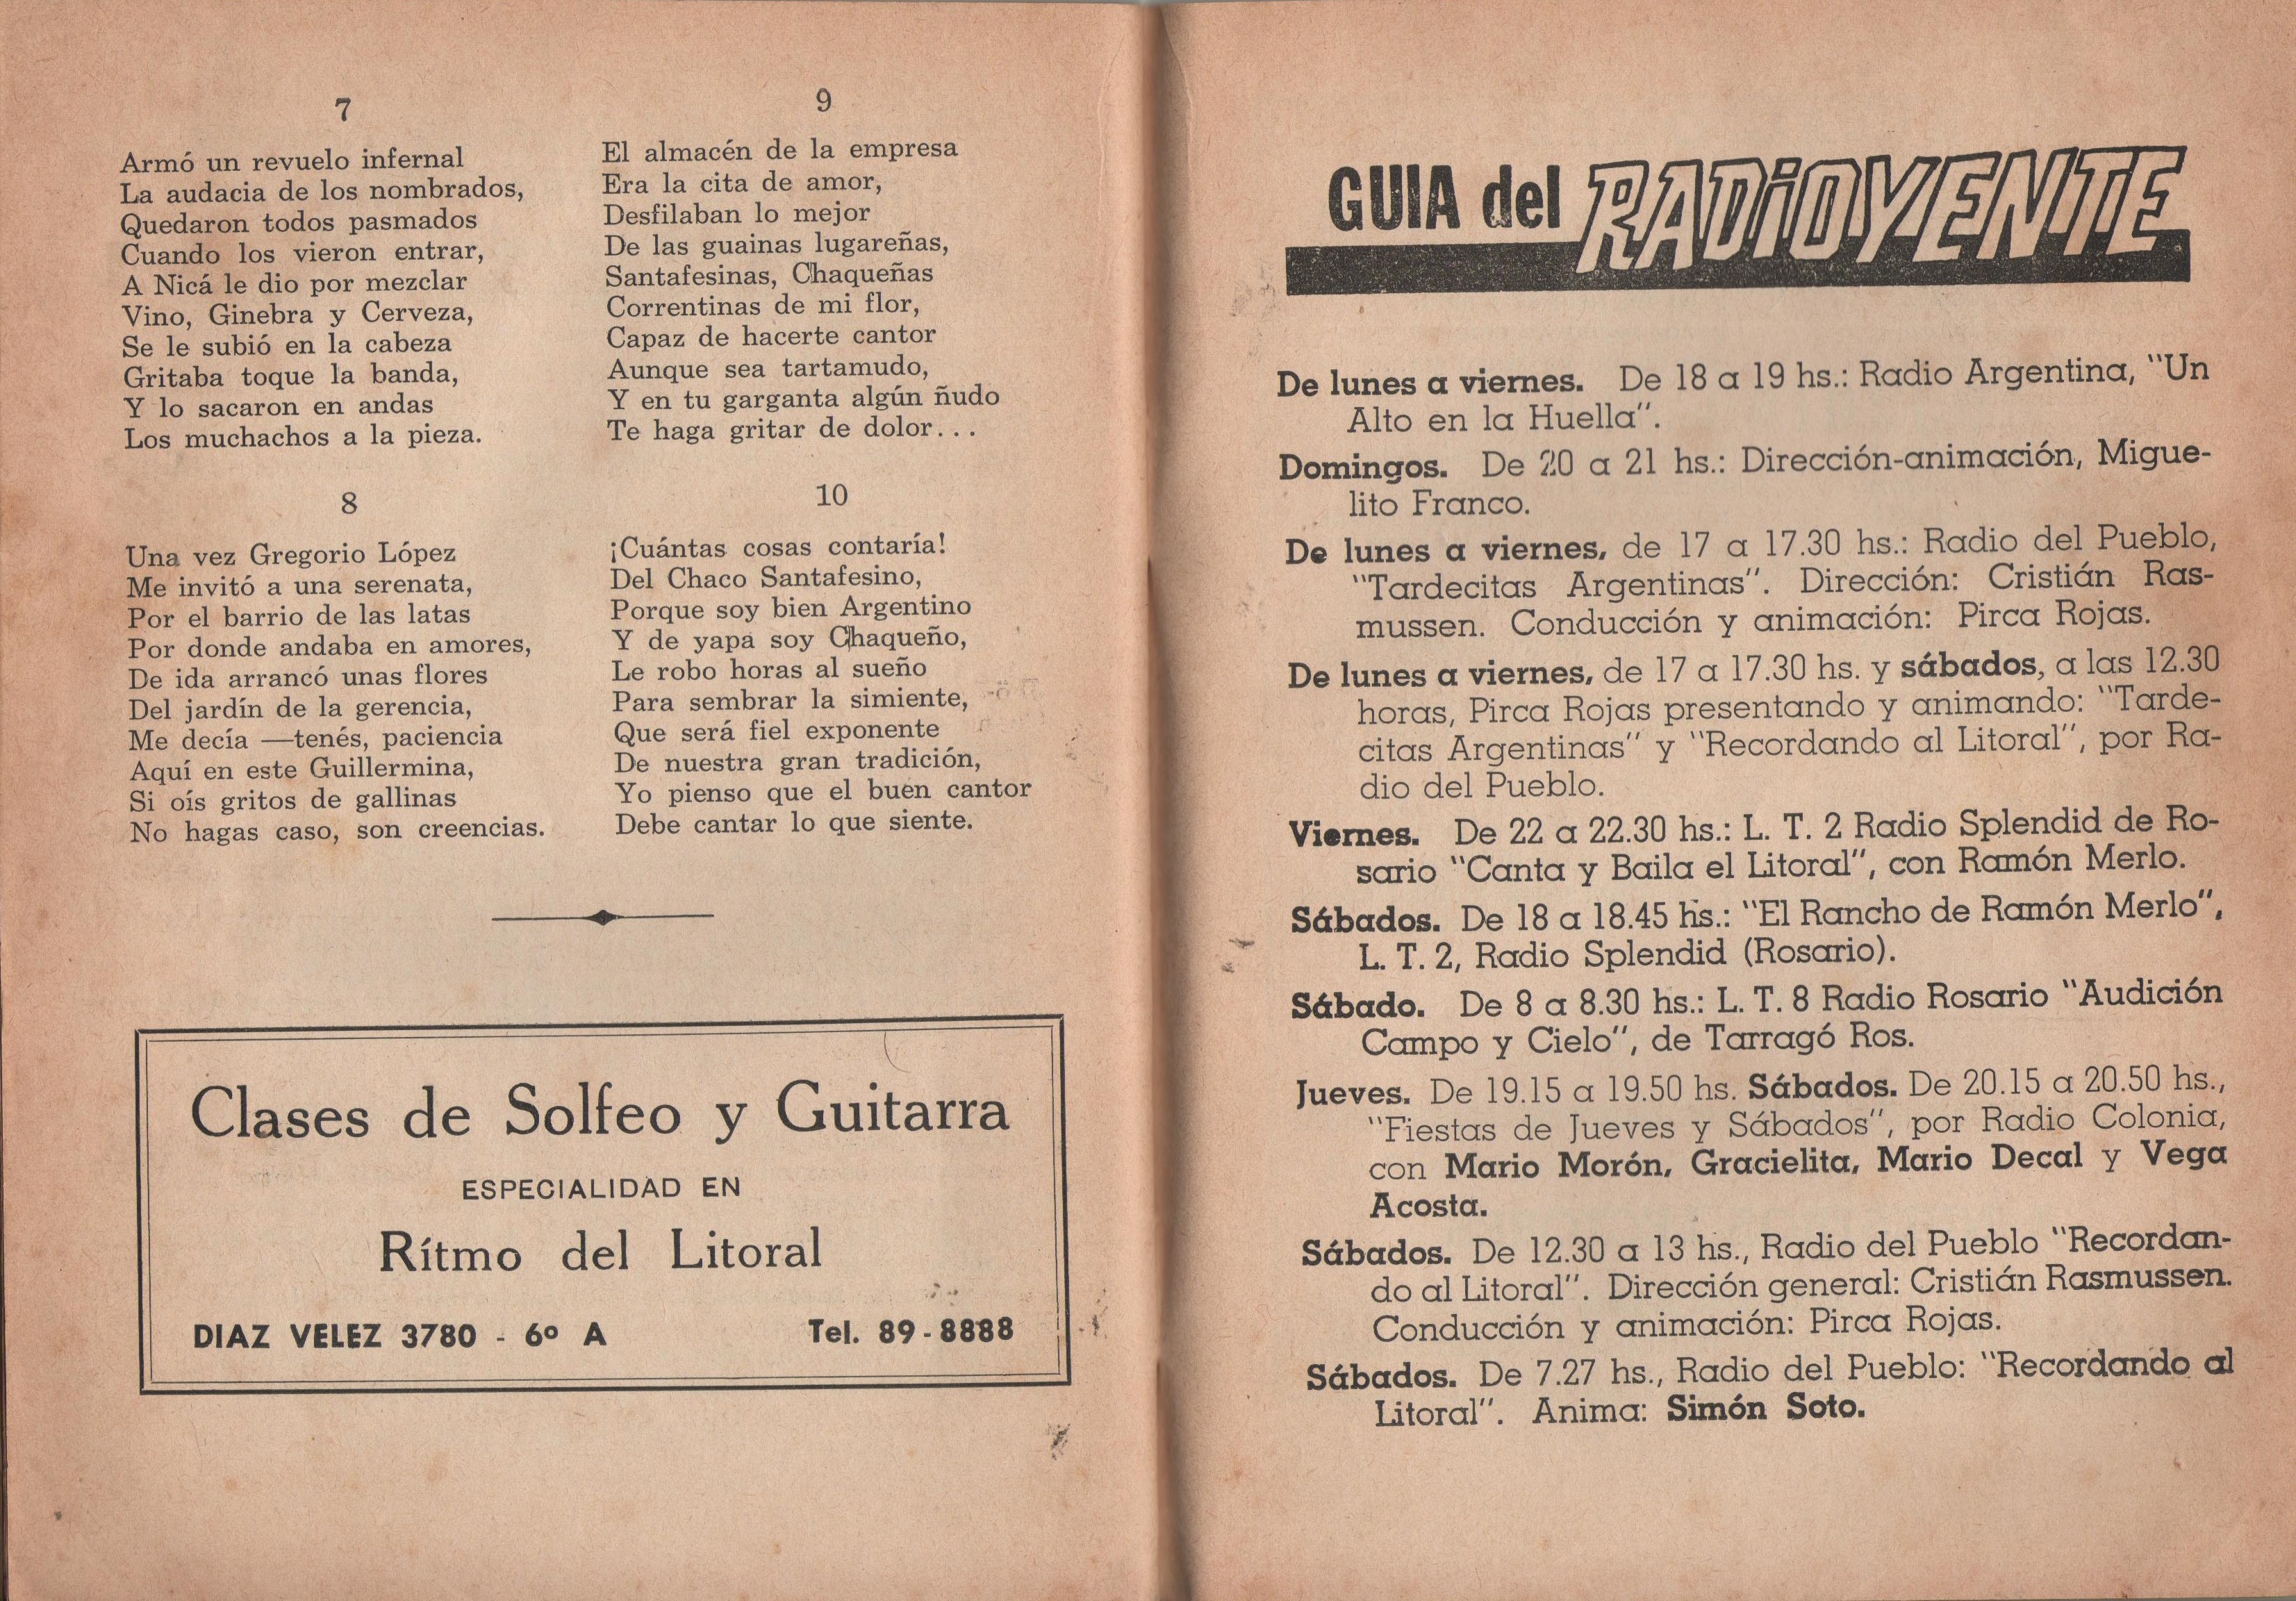 7
Armó un revuelo infernal
La audacia de los nombrados,
Quedaron todos pasmados
Cuando los vieron entrar,
A Nicá le dio por mezclar
Vino, Ginebra y Cerveza,
Se le subió en la cabeza
Gritaba toque la banda,
Y lo sacaron en andas
Los muchachos a la pieza.
8
Una vez Gregorio López
Me invitó a una serenata,
Por el barrio de las latas
Por donde andaba en amores,
De ida arrancó unas flores
Del jardín de la gerencia,
Me decía —tenés, paciencia
Aquí en este Guillermina,
Si oís gritos de gallinas
No hagas caso, son creencias.
9
El almacén de la empresa
Era la cita de amor,
Desfilaban lo mejor
De las guainas lugareñas,
Santafesinas, Chaqueñas
Correntinas de mi flor,
Capaz de hacerte cantor
Aunque sea tartamudo,
Y en tu garganta algún ñudo
Te haga gritar de dolor...
10
¡Cuántas cosas contaría!
Del Chaco Santafesino,
Porque soy bien Argentino
Y de yapa soy Chaqueño,
Le robo horas al sueño
Para sembrar la simiente,
Que será fiel exponente
De nuestra gran tradición,
Yo pienso que el buen cantor
Debe cantar lo que siente.
Clases de Solfeo y Guitarra
ESPECIALIDAD EN
Rítmo del Litoral
DIAZ VELEZ 3780 - 6º A Tel. 89-8888
GUIA del RADiOYENTE
De lunes a viernes. De 18 a 19 hs.: Radio Argentina, "Un
Alto en la Huella".
Domingos. De 20 a 21 hs.: Dirección-animación, Migue-
lito Franco.
De lunes a viernes, de 17 a 17.30 hs.: Radio del Pueblo,
"Tardecitas Argentinas". Dirección: Cristián Ras-
mussen. Conducción y animación: Pirca Rojas.
De lunes a viernes, de 17 a 17.30 hs. y sábados, a las 12.30
horas, Pirca Rojas presentando y animando: "Tarde-
citas Argentinas" y "Recordando al Litoral", por Ra-
dio del Pueblo.
Viernes. De 22 a 22.30 hs.: L. T. 2 Radio Splendid de Ro-
sario "Canta y Baila el Litoral", con Ramón Merlo.
Sábados. De 18 a 18.45 hs.: "El Rancho de Ramón Merlo",
L. T. 2, Radio Splendid (Rosario).
Sábado. De 8 a 8.30 hs.: L. T. 8 Radio Rosario "Audición
Campo y Cielo", de Tarragó Ros.
Jueves. De 19.15 a 19.50 hs. Sábados. De 20.15 a 20.50 hs.,
"Fiestas de Jueves y Sábados", por Radio Colonia,
con Mario Morón, Gracielita, Mario Decal y Vega
Acosta.
Sábados. De 12.30 a 13 hs., Radio del Pueblo "Recordan-
do al Litoral". Dirección general: Cristián Rasmussen.
Conducción y animación: Pirca Rojas.
Sábados. De 7.27 hs., Radio del Pueblo: "Recordando al
Litoral". Anima: Simón Soto.